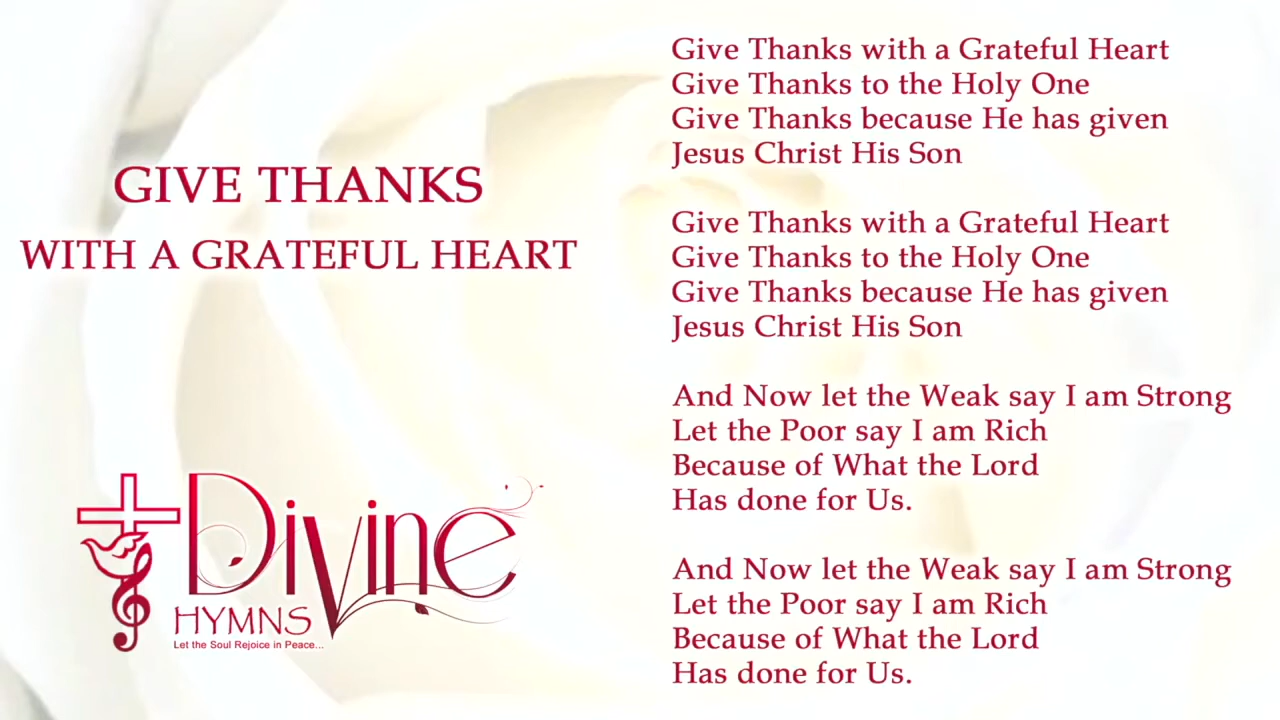 GIVE THANKS
WITH A GRATEFUL HEART
Divine
HYMNS
Let the Soul Rejoice in Peace...
Give Thanks with a Grateful Heart
Give Thanks to the Holy One
Give Thanks because He has given
Jesus Christ His Son
Give Thanks with a Grateful Heart
Give Thanks to the Holy One
Give Thanks because He has given
Jesus Christ His Son
And Now let the Weak say I am Strong
Let the Poor say I am Rich
Because of What the Lord
Has done for Us.
And Now let the Weak say I am Strong
Let the Poor say I am Rich
Because of What the Lord
Has done for Us.